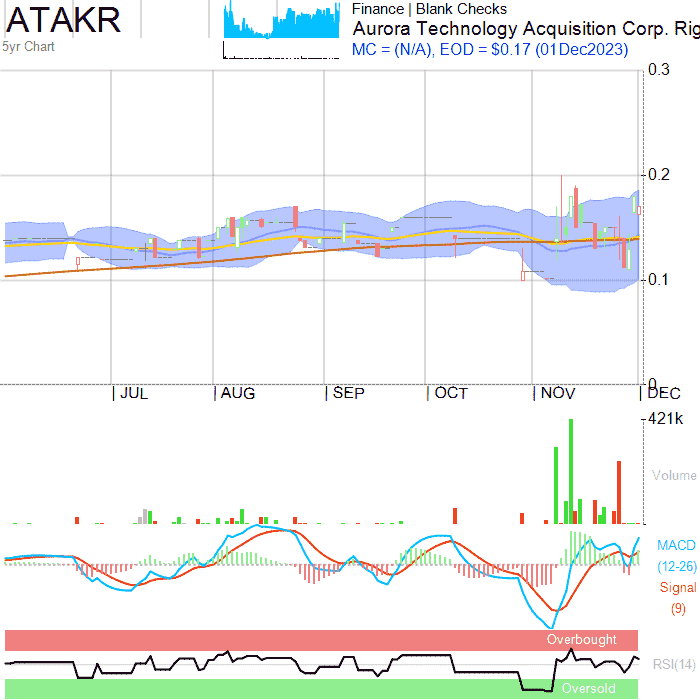 ATAKR
5yr Chart
Finance | Blank Checks
Aurora Technology Acquisition Corp. Rig
MC = (N/A), EOD = $0.17 (01Dec2023)
0.3
0.2
0.1
0
JUL AUG SEP OCT NOV DEC
421k
Volume
MACD
(12-26)
Signal
(9)
Overbought
RSI(14)
Oversold